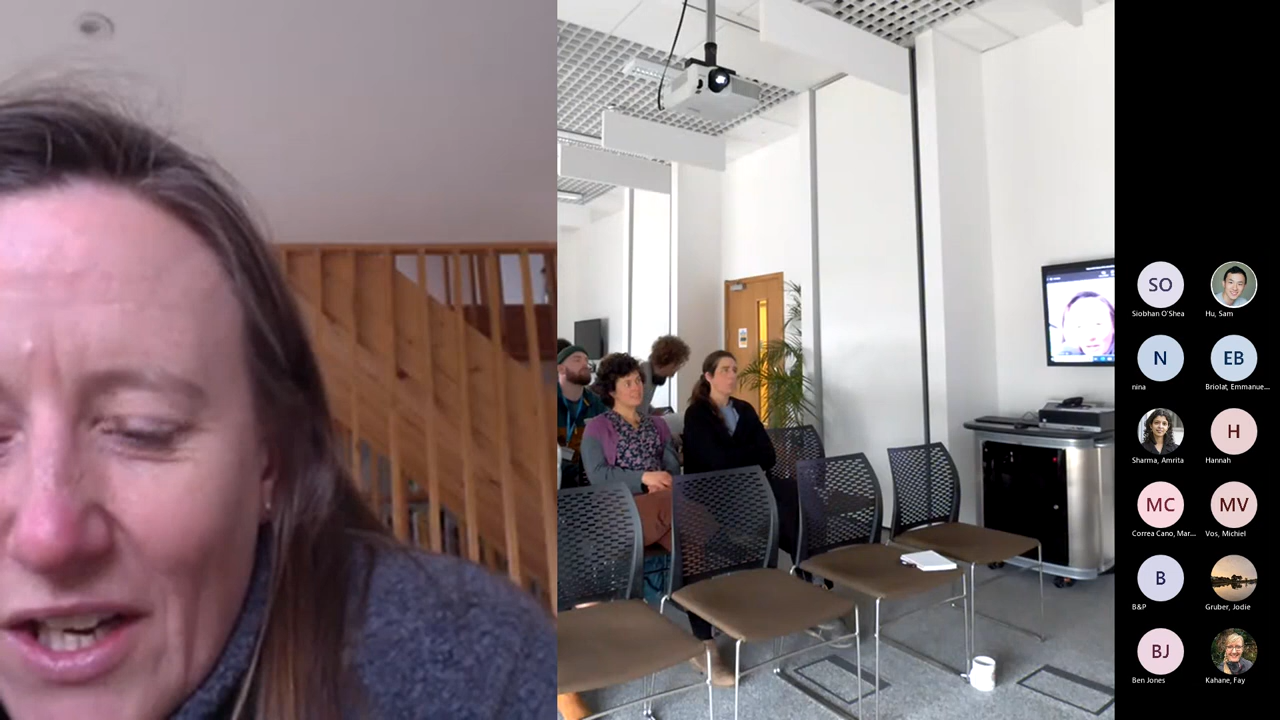 SO
Siobhan O'Shea
Hu, Sam
N
nina
EB
Briolat, Emmanue...
Sharma, Amrita
H
Hannah
MC
Correa Cano, Mar...
MV
Vos, Michiel
B
B&P
Gruber, Jodie
BJ
Ben Jones
Kahane, Fay